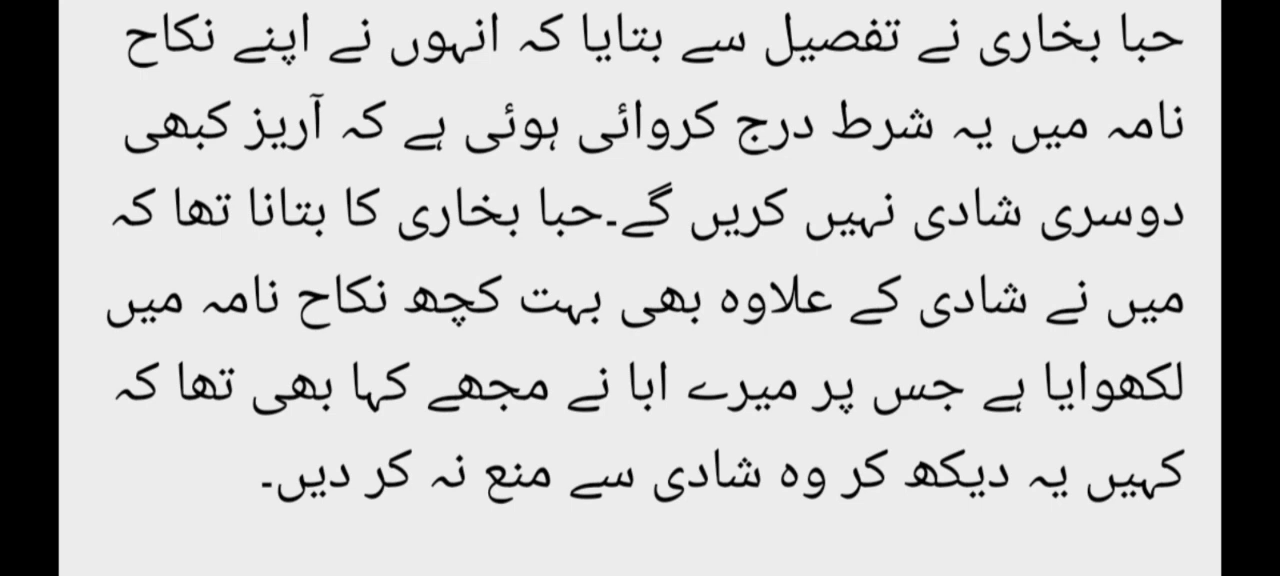 حبا بخاری نے تفصیل سے بتایا کہ انہوں نے اپنے نکاح
نامہ میں یہ شرط درج کروائی ہوئی ہے کہ آریز کبھی
دوسری شادی نہیں کریں گے۔حبا بخاری کا بتانا تھا کہ
میں نے شادی کے علاوہ بھی بہت کچھ نکاح نامہ میں
لکھوایا ہے جس پر میرے ابا نے مجھے کہا بھی تھا کہ
کہیں یہ دیکھ کر وہ شادی سے منع نہ کر دیں۔